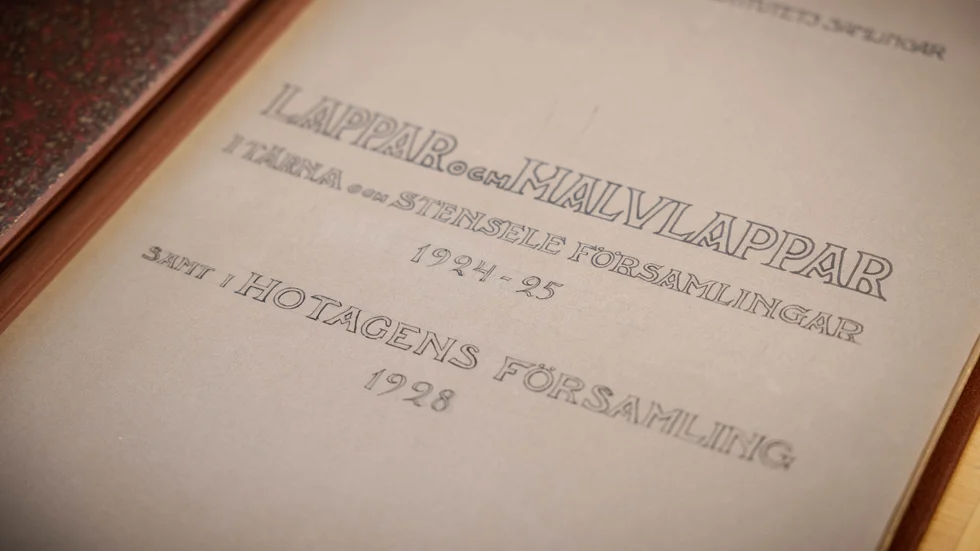 SAMLINGAR
LAPPAR OCH HALVLAPPAR
I TÄRNA OCH STENSELE FÖRSAMLINGAR
1924-25
SAMT I HOTAGENS FÖRSAMLING
1928